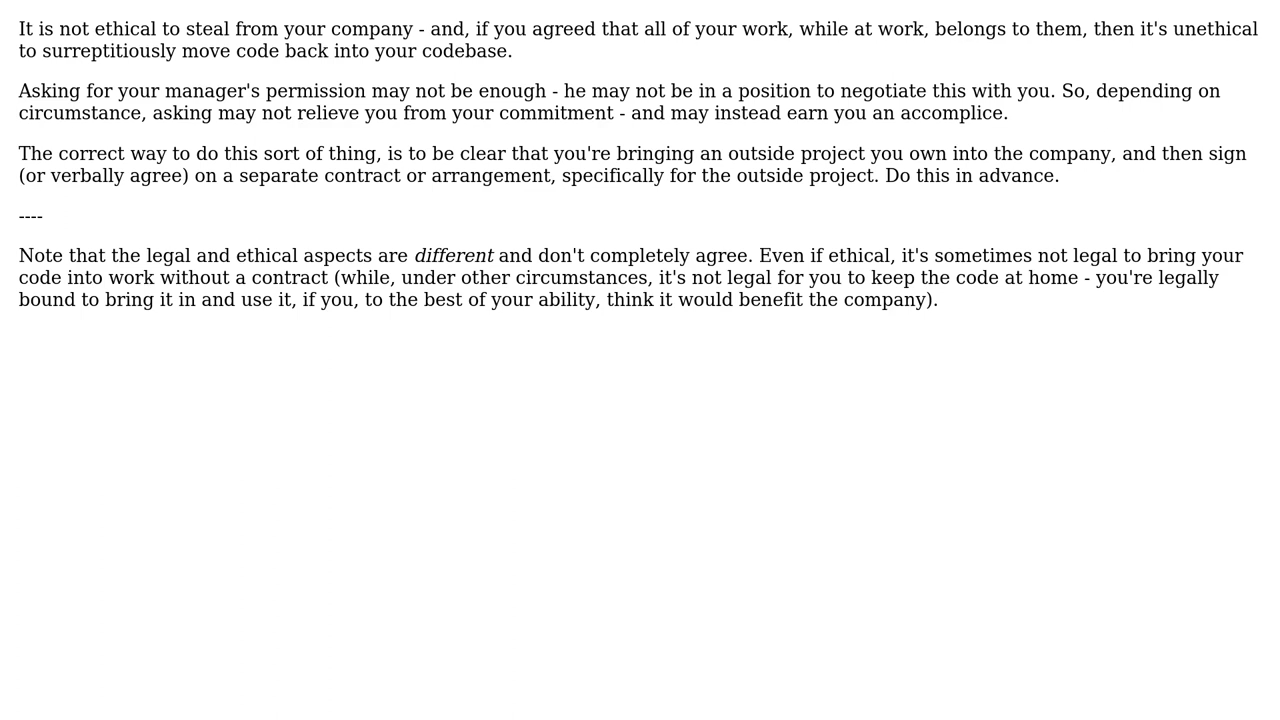 It is not ethical to steal from your company - and, if you agreed that all of your work, while at work, belongs to them, then it's unethical
to surreptitiously move code back into your codebase.
Asking for your manager's permission may not be enough - he may not be in a position to negotiate this with you. So, depending on
circumstance, asking may not relieve you from your commitment - and may instead earn you an accomplice.
The correct way to do this sort of thing, is to be clear that you're bringing an outside project you own into the company, and then sign
(or verbally agree) on a separate contract or arrangement, specifically for the outside project. Do this in advance.
----
Note that the legal and ethical aspects are different and don't completely agree. Even if ethical, it's sometimes not legal to bring your
code into work without a contract (while, under other circumstances, it's not legal for you to keep the code at home - you're legally
bound to bring it in and use it, if you, to the best of your ability, think it would benefit the company).